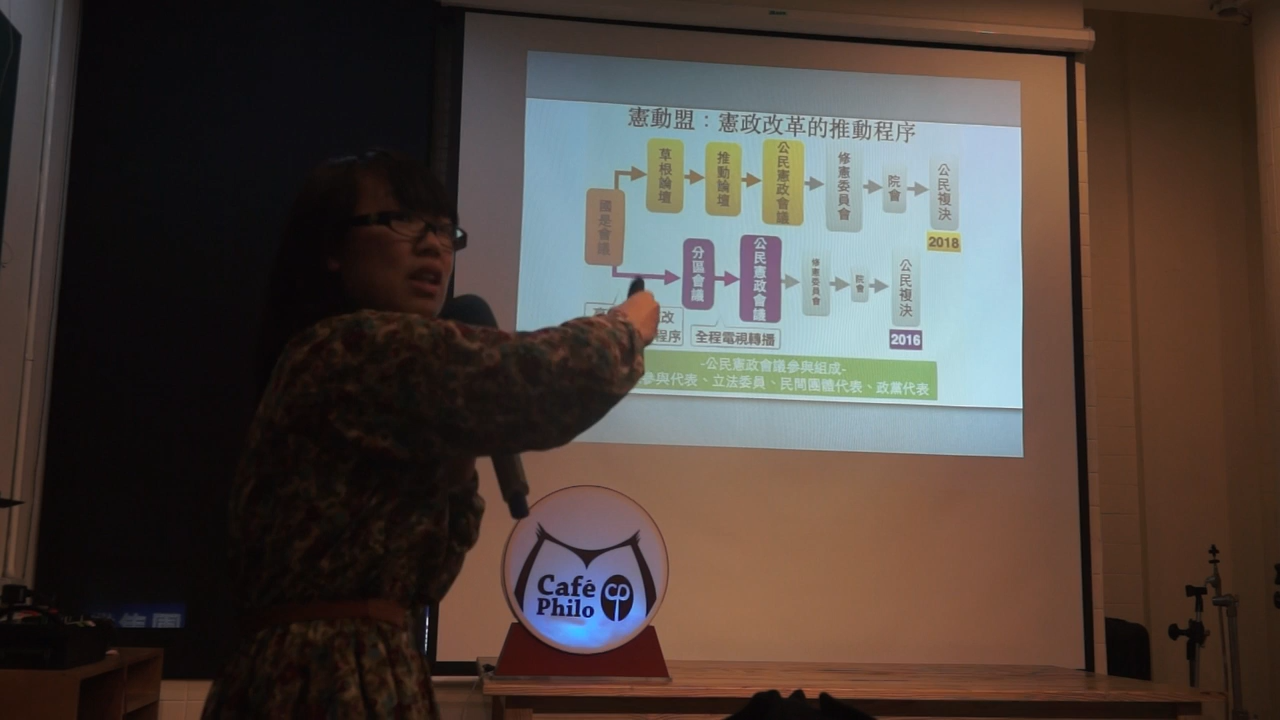 憲動盟：憲政改革的推動程序
國是會議
草根論壇
推動論壇
公民憲政會議
修憲委員會
院會
公民複決
2018
分區會議
公民憲政會議
修憲委員會
院會
公民複決
2016
改
程序
全程電視轉播
-公民憲政會議參與組成-
參與代表、立法委員、民間團體代表、政黨代表
Café
Philo